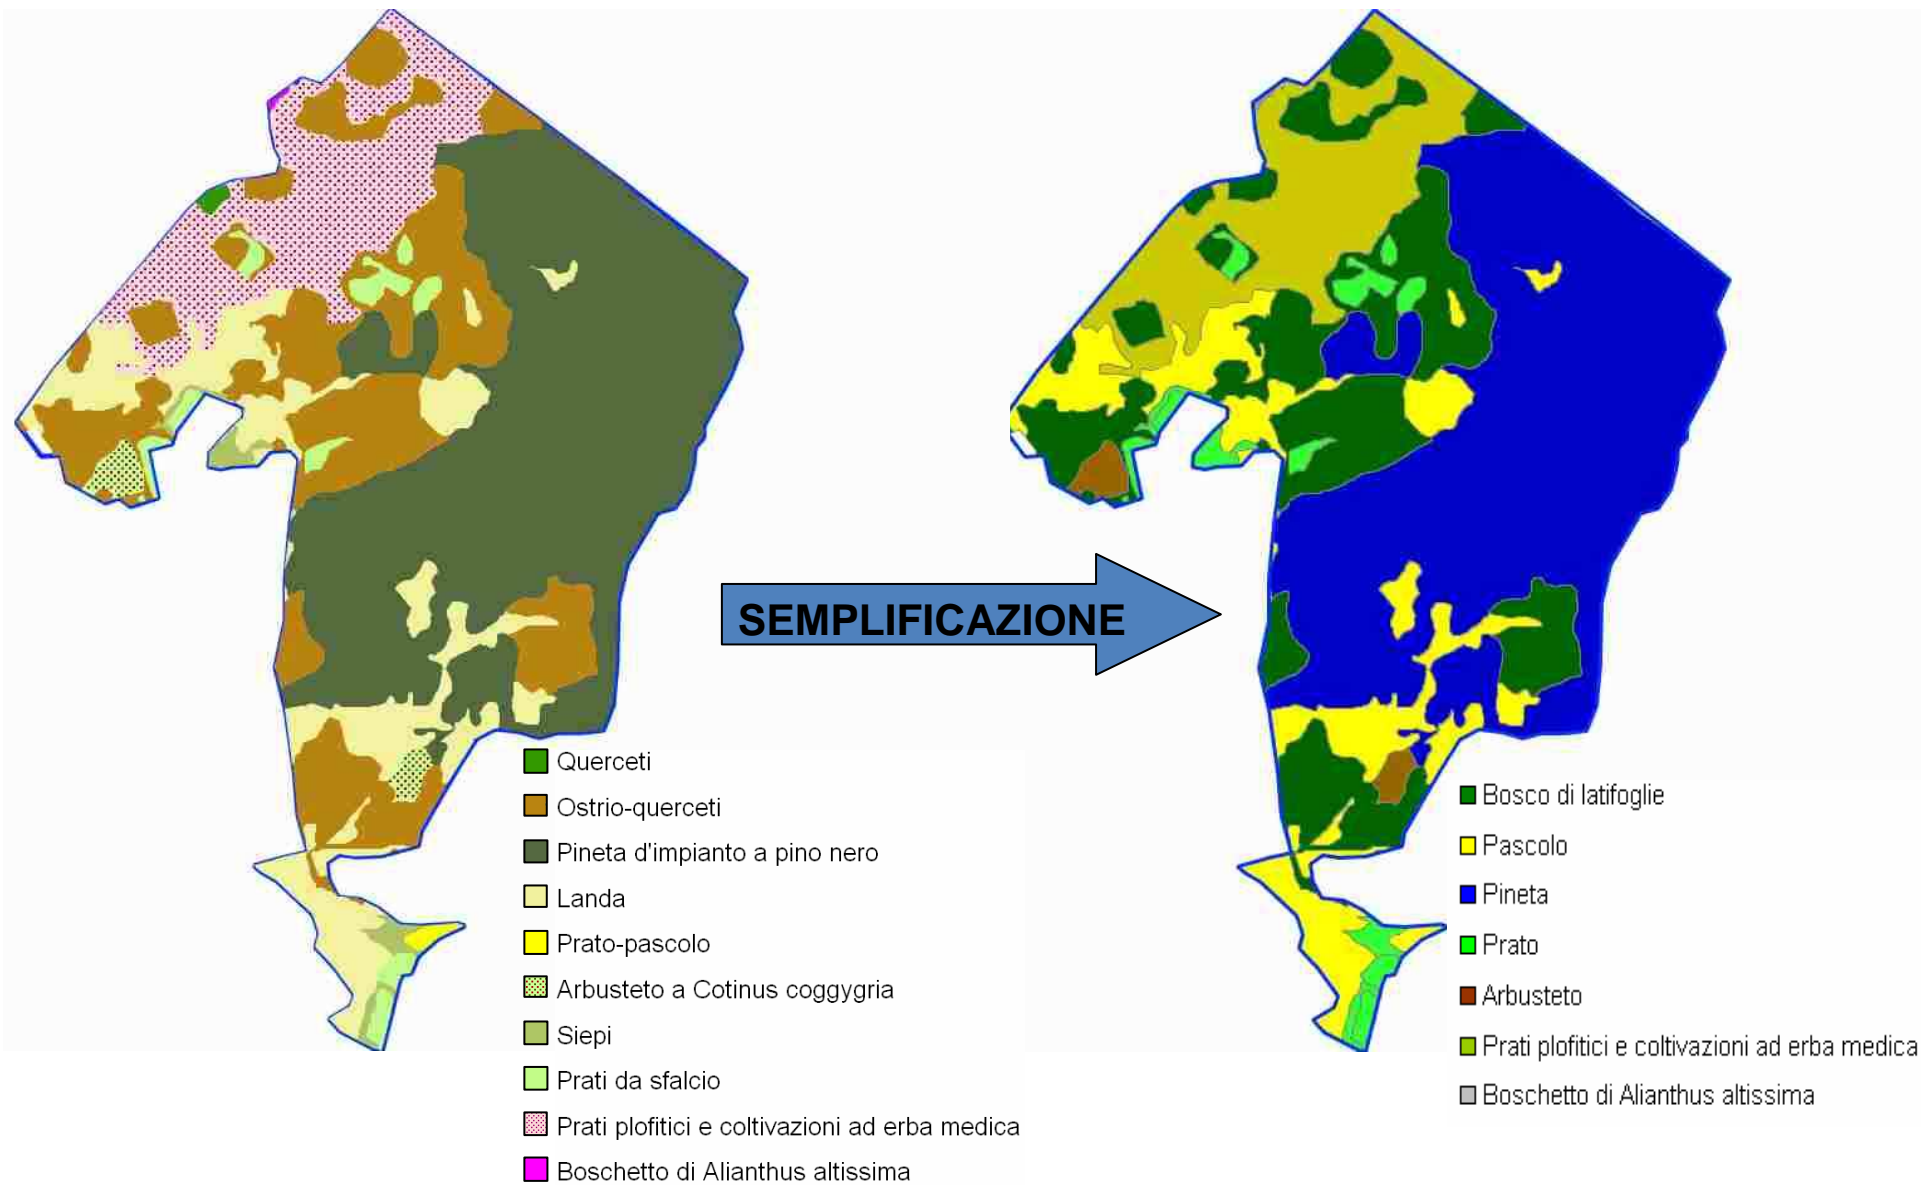 SEMPLIFICAZIONE
Querceti
Ostrio-querceti
Pineta d'impianto a pino nero
Landa
Prato-pascolo
Arbusteto a Cotinus coggygria
Siepi
Prati da sfalcio
Prati plofitici e coltivazioni ad erba medica
Boschetto di Alianthus altissima
Bosco di latifoglie
Pascolo
Pineta
Prato
Arbusteto
Prati plofitici e coltivazioni ad erba medica
Boschetto di Alianthus altissima